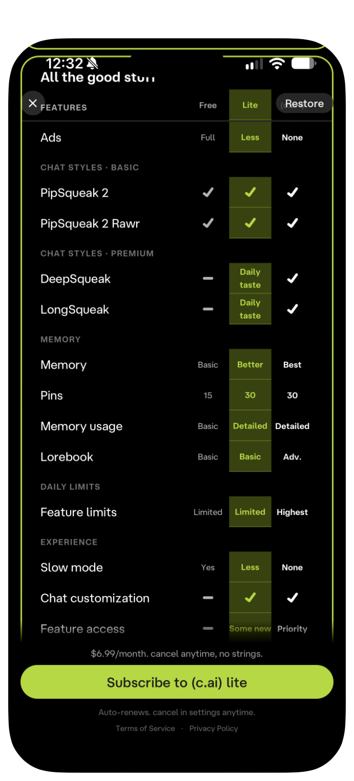 12:32
All the good stuff
FEATURES Free Lite Restore
Ads Full Less None
CHAT STYLES · BASIC
PipSqueak 2
PipSqueak 2 Rawr
CHAT STYLES · PREMIUM
DeepSqueak Daily taste
LongSqueak Daily taste
MEMORY
Memory Basic Better Best
Pins 15 30 30
Memory usage Basic Detailed Detailed
Lorebook Basic Basic Adv.
DAILY LIMITS
Feature limits Limited Limited Highest
EXPERIENCE
Slow mode Yes Less None
Chat customization
Feature access Some new Priority
$6.99/month. cancel anytime, no strings.
Subscribe to (c.ai) lite
Auto-renews. cancel in settings anytime.
Terms of Service · Privacy Policy